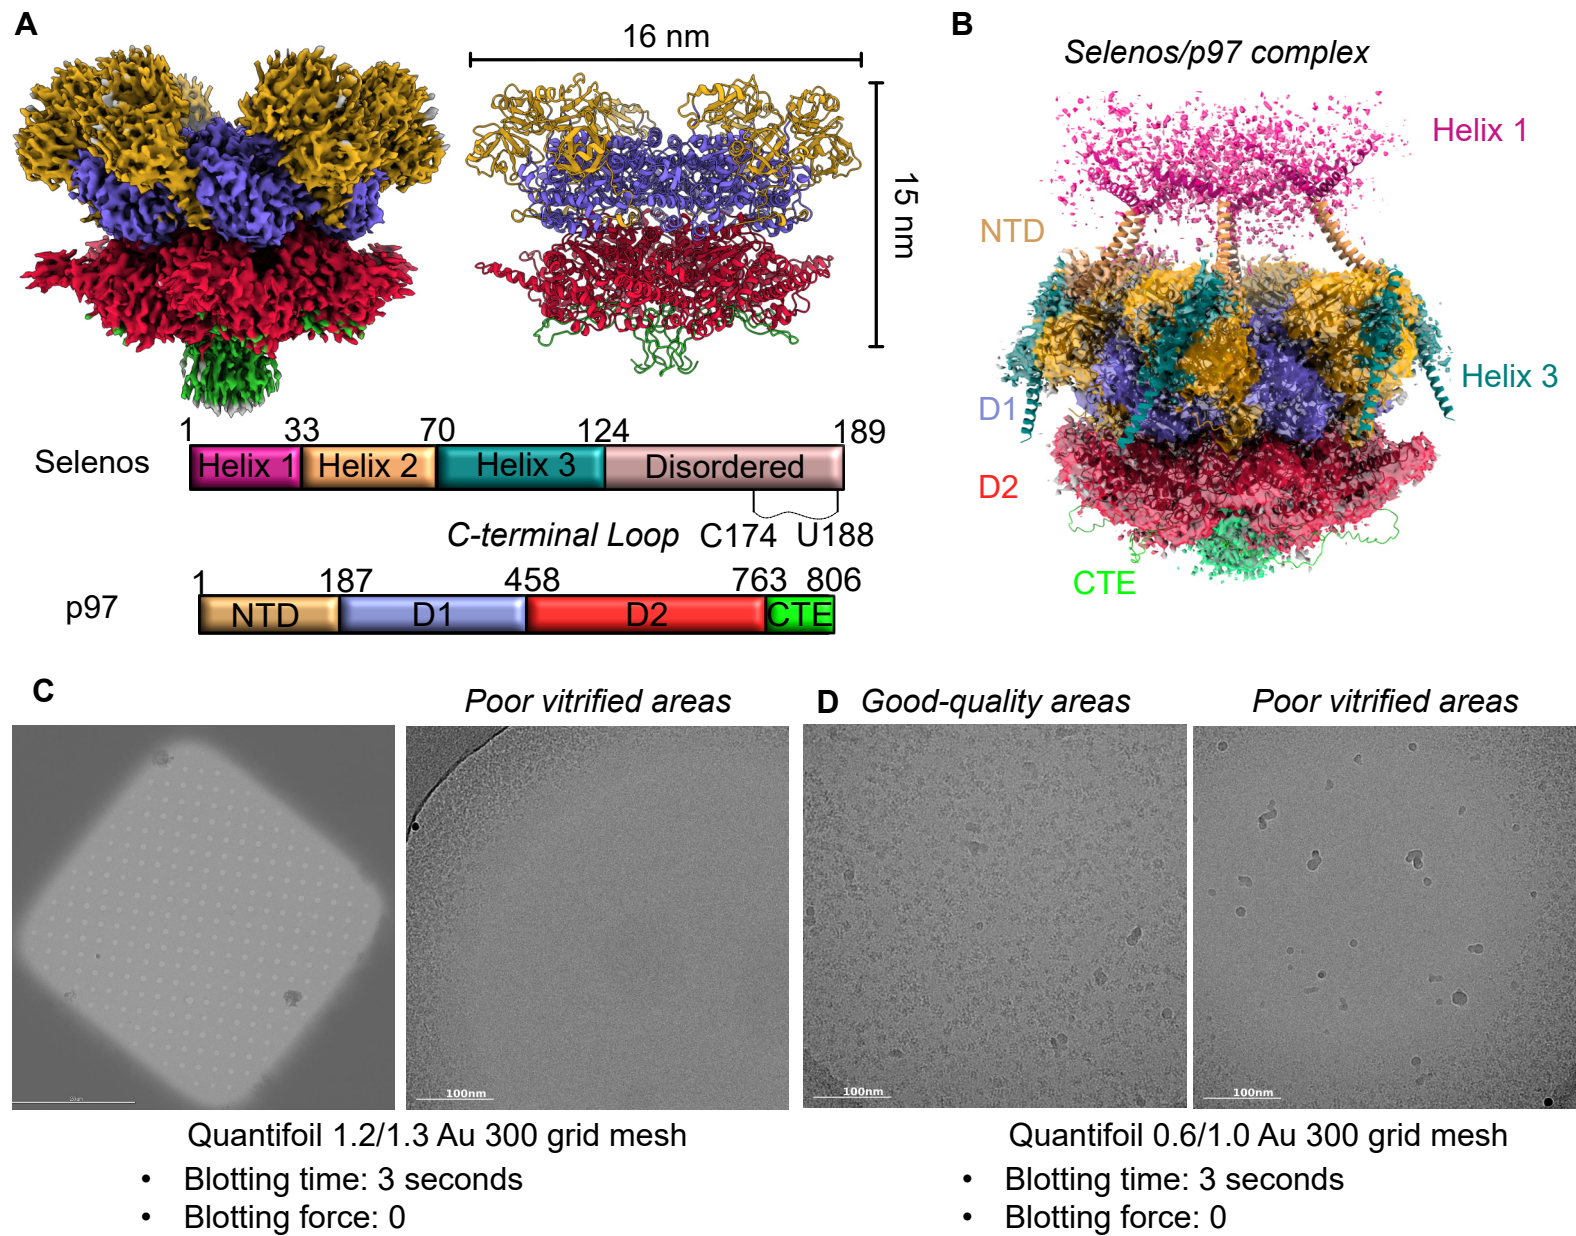 A
16 nm
15 nm
B
Selenos/p97 complex
Helix 1
NTD
Helix 3
D1
D2
CTE
1 33 70 124 189
Selenos Helix 1 Helix 2 Helix 3 Disordered
C-terminal Loop C174 U188
1 187 458 763 806
p97 NTD D1 D2 CTE
C
Poor vitrified areas
100nm
D Good-quality areas
Poor vitrified areas
100nm
100nm
Quantifoil 1.2/1.3 Au 300 grid mesh
• Blotting time: 3 seconds
• Blotting force: 0
Quantifoil 0.6/1.0 Au 300 grid mesh
• Blotting time: 3 seconds
• Blotting force: 0